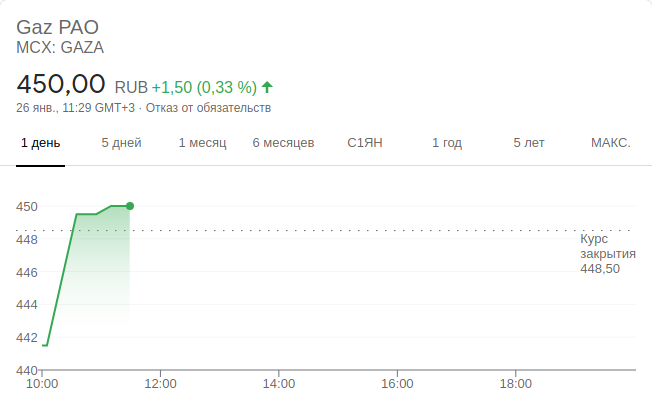 Gaz PAO
MCX: GAZA
450,00 RUB +1,50 (0,33 %)
26 янв., 11:29 GMT+3 · Отказ от обязательств
1 день 5 дней 1 месяц 6 месяцев С1ЯН 1 год 5 лет МАКС.
450
448
446
444
442
440
Курс
закрытия
448,50
10:00 12:00 14:00 16:00 18:00